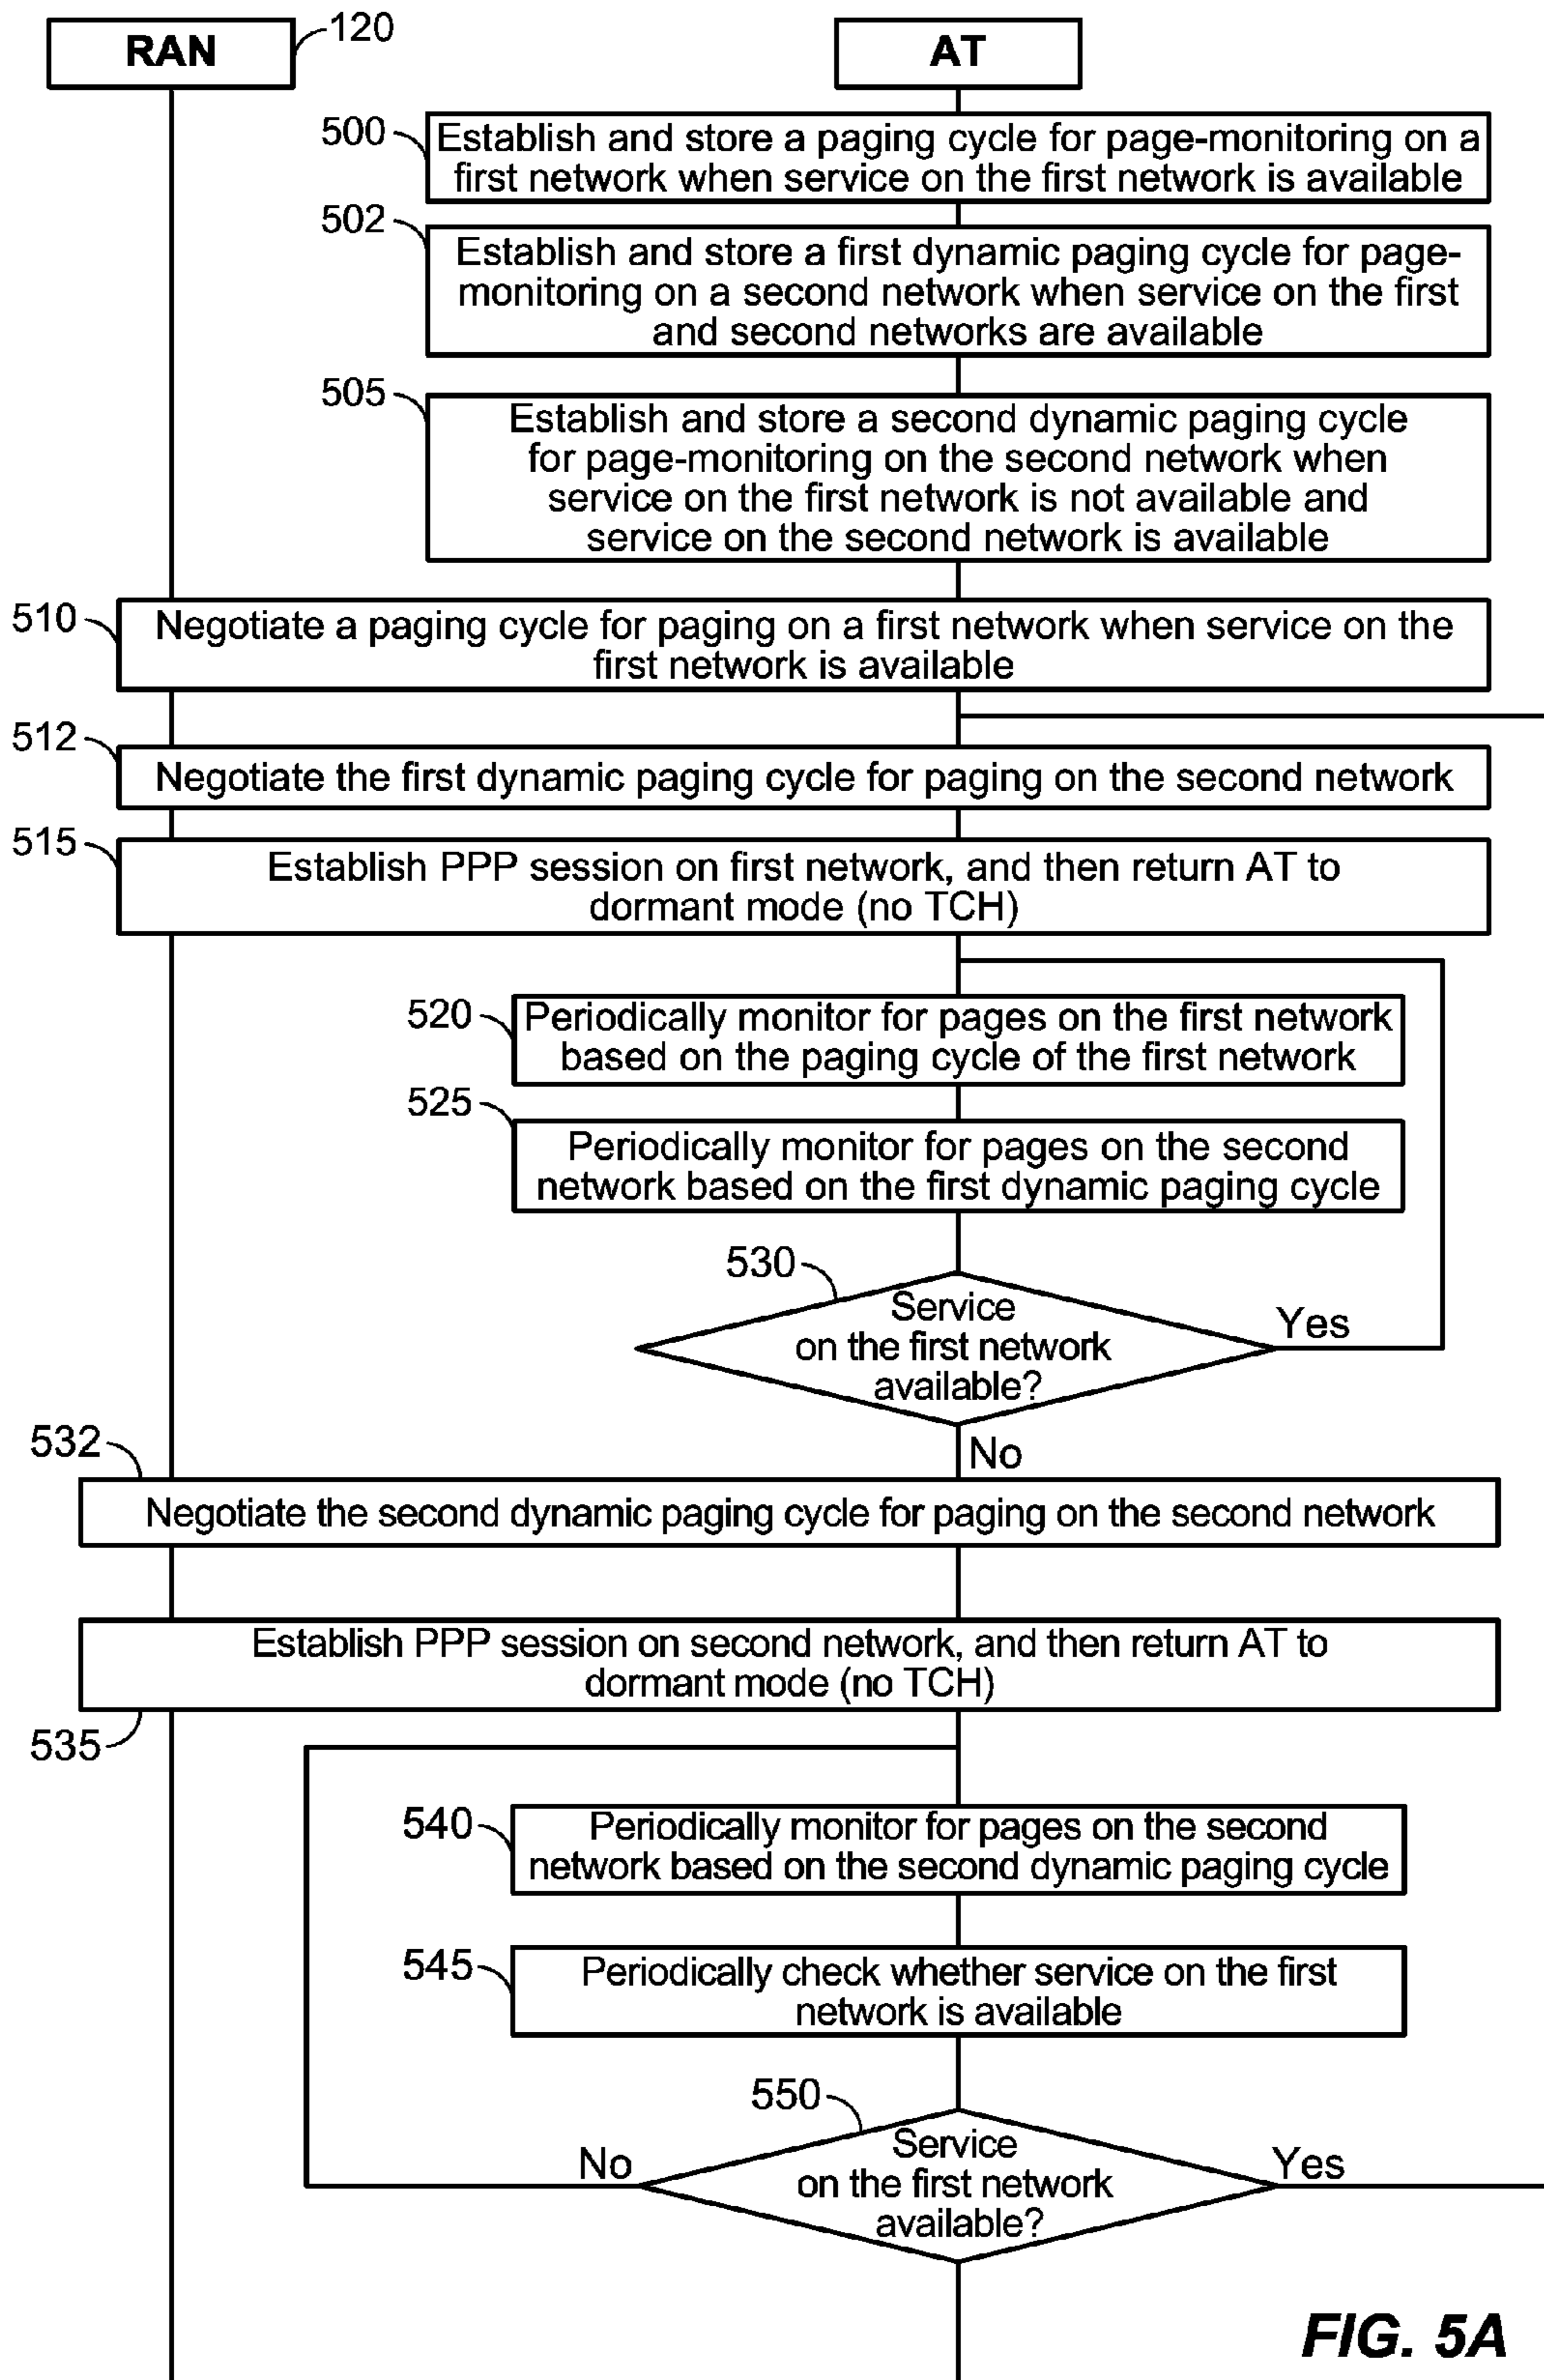 RAN
120
AT
500
Establish and store a paging cycle for page-monitoring on a
first network when service on the first network is available
502
Establish and store a first dynamic paging cycle for page-
monitoring on a second network when service on the first
and second networks are available
505
Establish and store a second dynamic paging cycle
for page-monitoring on the second network when
service on the first network is not available and
service on the second network is available
510
Negotiate a paging cycle for paging on a first network when service on the
first network is available
512
Negotiate the first dynamic paging cycle for paging on the second network
515
Establish PPP session on first network, and then return AT to
dormant mode (no TCH)
520
Periodically monitor for pages on the first network
based on the paging cycle of the first network
525
Periodically monitor for pages on the second
network based on the first dynamic paging cycle
530
Service
on the first network
available?
Yes
No
532
Negotiate the second dynamic paging cycle for paging on the second network
Establish PPP session on second network, and then return AT to
dormant mode (no TCH)
535
540
Periodically monitor for pages on the second
network based on the second dynamic paging cycle
545
Periodically check whether service on the first
network is available
550
No
Service
on the first network
available?
Yes
FIG. 5A